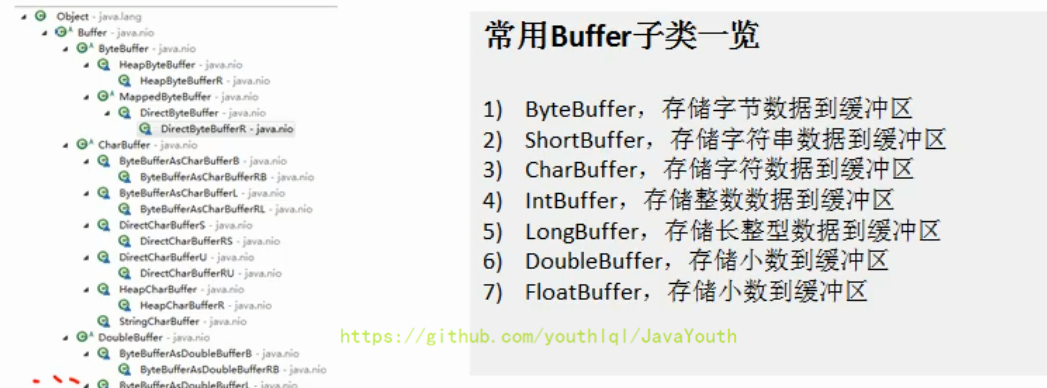 Object - java.lang
Buffer - java.nio
ByteBuffer - java.nio
HeapByteBuffer - java.nio
HeapByteBufferR - java.nio
MappedByteBuffer - java.nio
DirectByteBuffer - java.nio
DirectByteBufferR - java.nio
CharBuffer - java.nio
ByteBufferAsCharBufferB - java.nio
ByteBufferAsCharBufferRB - java.nio
ByteBufferAsCharBufferL - java.nio
ByteBufferAsCharBufferRL - java.nio
DirectCharBufferS - java.nio
DirectCharBufferRS - java.nio
DirectCharBufferU - java.nio
DirectCharBufferRU - java.nio
HeapCharBuffer - java.nio
HeapCharBufferR - java.nio
StringCharBuffer - java.nio
DoubleBuffer - java.nio
ByteBufferAsDoubleBufferB - java.nio
ByteBufferAsDoubleBufferRB - java.nio
ByteBufferAsDoubleBufferL - java.nio
常用Buffer子类一览
1) ByteBuffer，存储字节数据到缓冲区
2) ShortBuffer，存储字符串数据到缓冲区
3) CharBuffer，存储字符数据到缓冲区
4) IntBuffer，存储整数数据到缓冲区
5) LongBuffer，存储长整型数据到缓冲区
6) DoubleBuffer，存储小数到缓冲区
7) FloatBuffer，存储小数到缓冲区
https://github.com/youthlql/JavaYouth